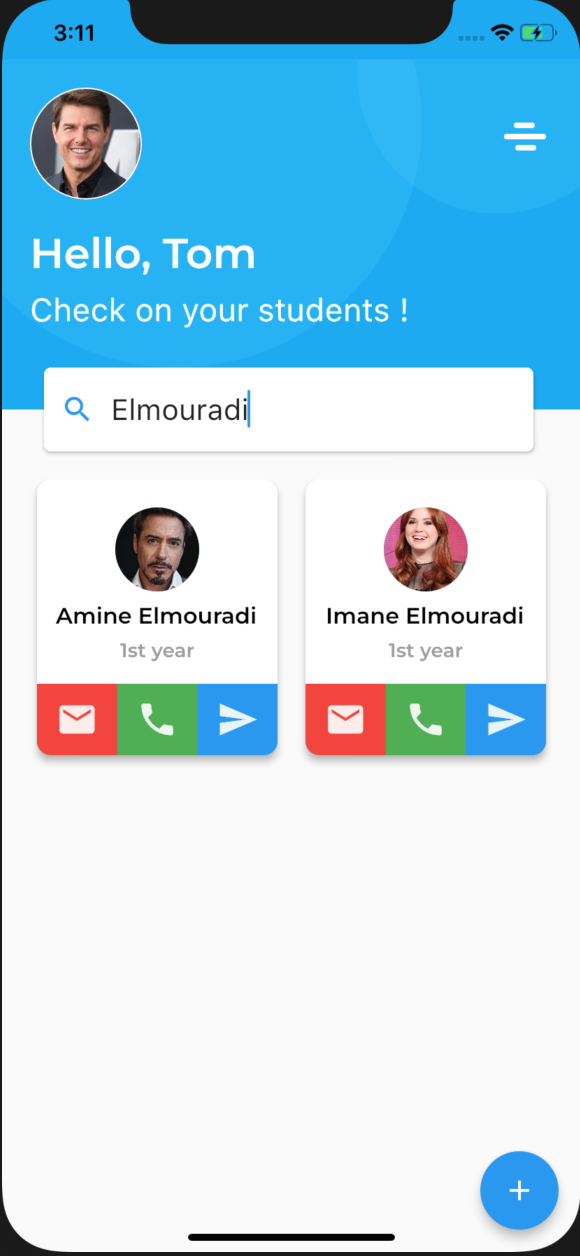 3:11
Hello, Tom
Check on your students !
Elmouradi
Amine Elmouradi
1st year
Imane Elmouradi
1st year